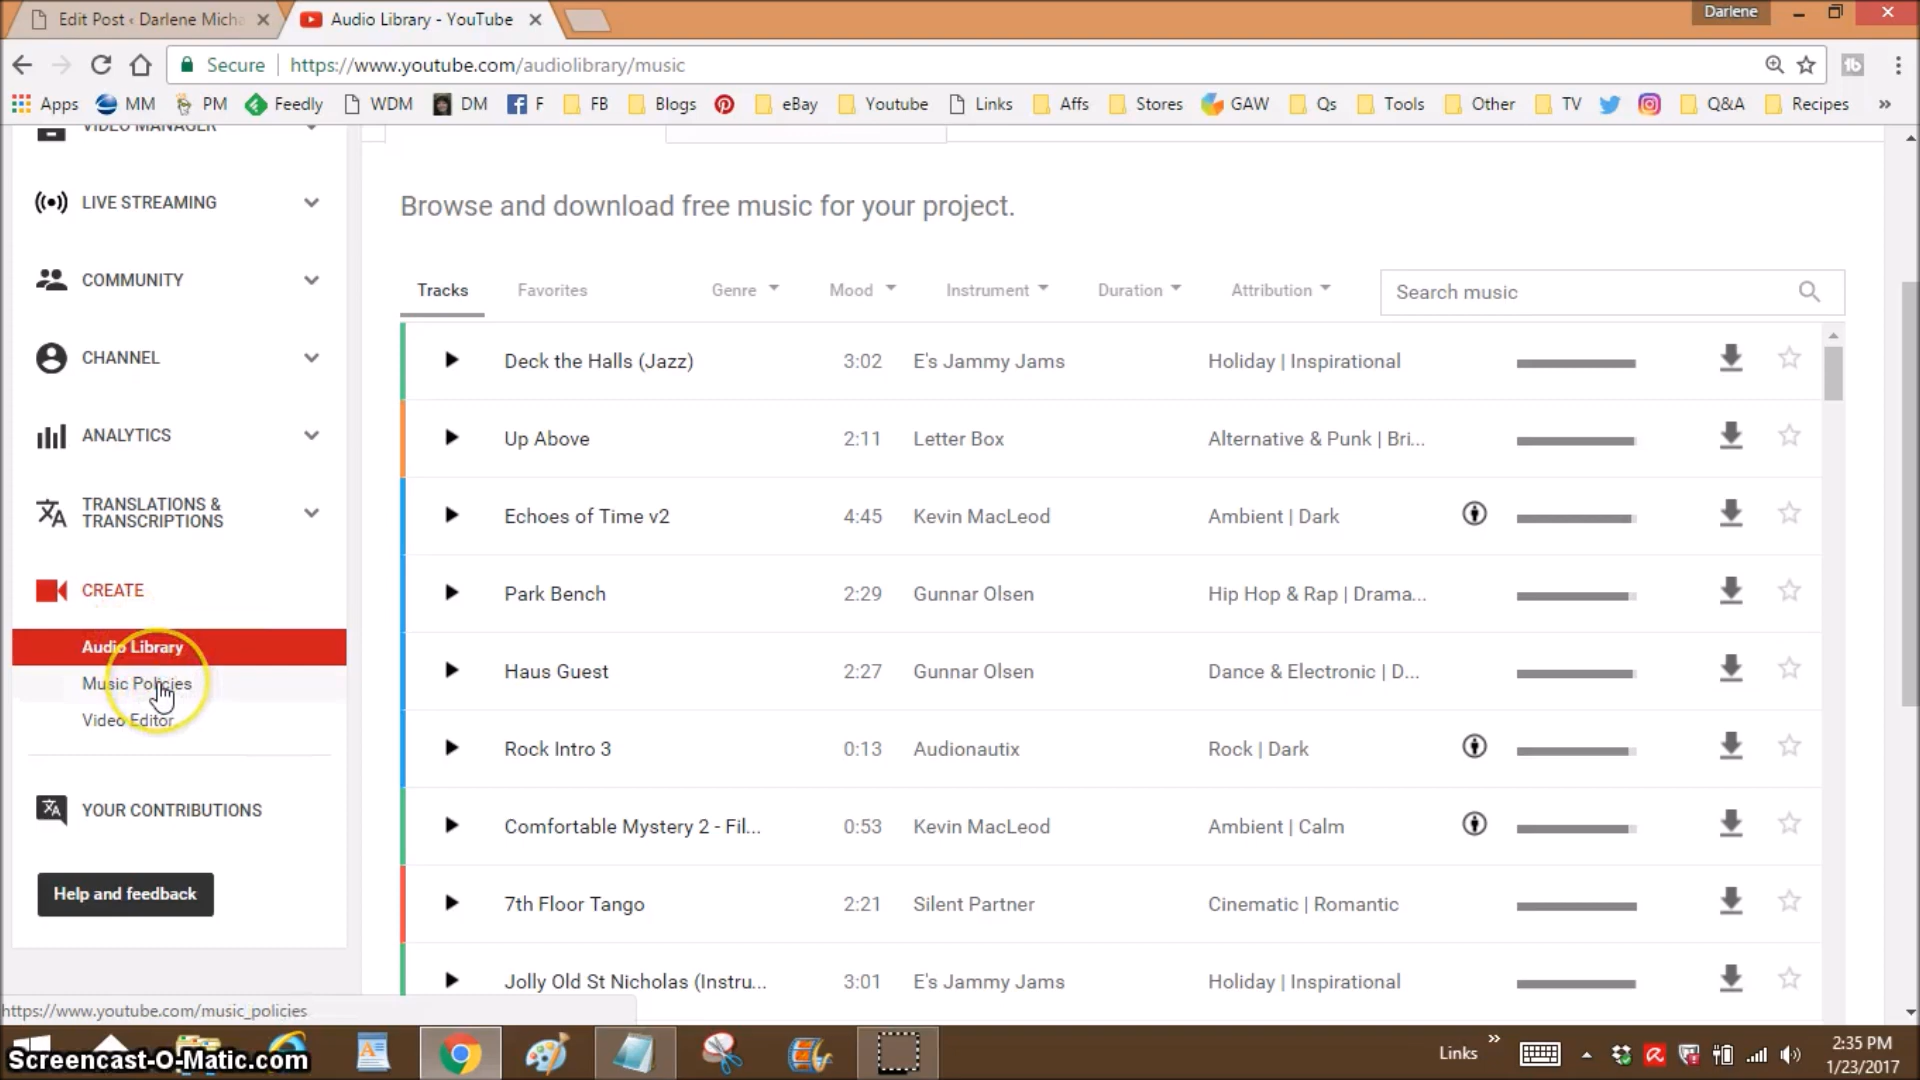 Edit Post ‹ Darlene Micha
Audio Library - YouTube
Darlene
Secure
https://www.youtube.com/audiolibrary/music
Apps
MM
PM
Feedly
WDM
DM
F
FB
Blogs
eBay
Youtube
Links
Affs
Stores
GAW
Qs
Tools
Other
TV
Q&A
Recipes
»
VIDEO MANAGER
LIVE STREAMING
COMMUNITY
CHANNEL
ANALYTICS
TRANSLATIONS &
TRANSCRIPTIONS
CREATE
Audio Library
Music Policies
Video Editor
YOUR CONTRIBUTIONS
Help and feedback
https://www.youtube.com/music_policies
Browse and download free music for your project.
Tracks Favorites Genre Mood Instrument Duration Attribution Search music
Deck the Halls (Jazz) 3:02 E's Jammy Jams Holiday | Inspirational
Up Above 2:11 Letter Box Alternative & Punk | Bri...
Echoes of Time v2 4:45 Kevin MacLeod Ambient | Dark
Park Bench 2:29 Gunnar Olsen Hip Hop & Rap | Drama...
Haus Guest 2:27 Gunnar Olsen Dance & Electronic | D...
Rock Intro 3 0:13 Audionautix Rock | Dark
Comfortable Mystery 2 - Fil... 0:53 Kevin MacLeod Ambient | Calm
7th Floor Tango 2:21 Silent Partner Cinematic | Romantic
Jolly Old St Nicholas (Instru... 3:01 E's Jammy Jams Holiday | Inspirational
Screencast-O-Matic.com
Links
»
2:35 PM
1/23/2017